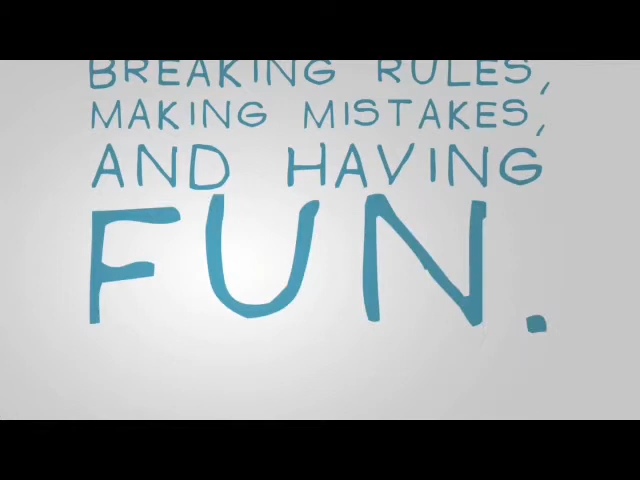 BREAKING RULES,
MAKING MISTAKES,
AND HAVING
FUN.